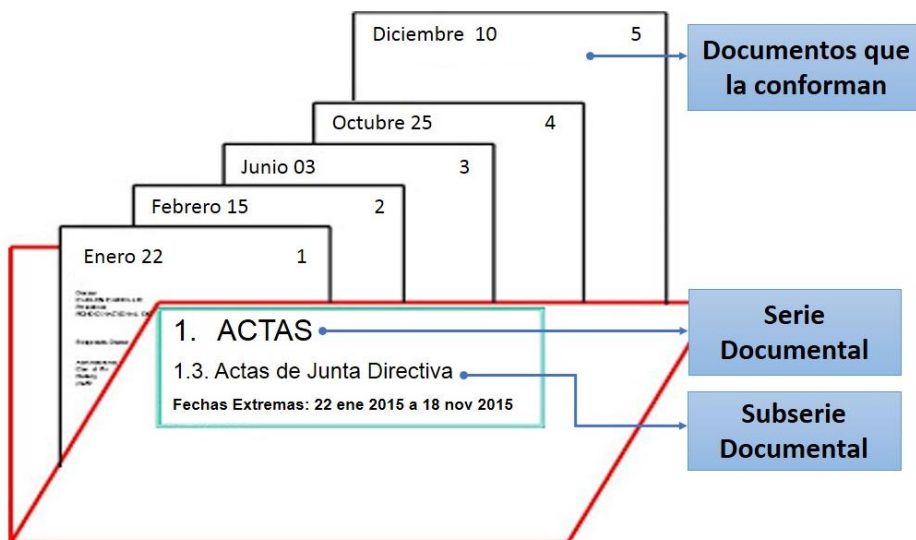 Diciembre 10 5
Documentos que
la conforman
Octubre 25 4
Junio 03 3
Febrero 15 2
Enero 22 1
1. ACTAS
Serie
Documental
1.3. Actas de Junta Directiva
Fechas Extremas: 22 ene 2015 a 18 nov 2015
Subserie
Documental